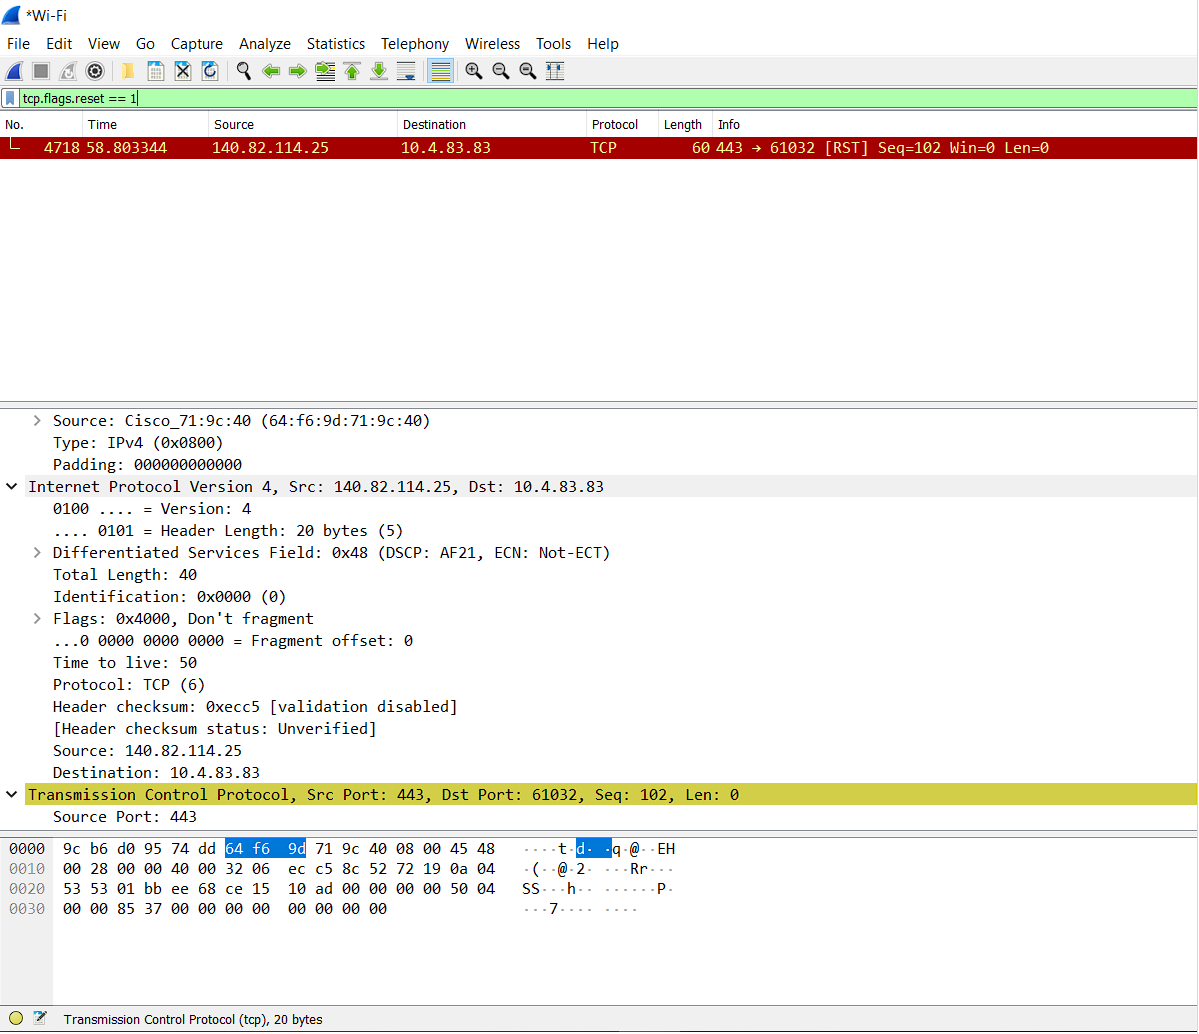 *Wi-Fi
File Edit View Go Capture Analyze Statistics Telephony Wireless Tools Help
tcp.flags.reset == 1
No. Time Source Destination Protocol Length Info
4718 58.803344 140.82.114.25 10.4.83.83 TCP 60 443 → 61032 [RST] Seq=102 Win=0 Len=0
Source: Cisco_71:9c:40 (64:f6:9d:71:9c:40)
Type: IPv4 (0x0800)
Padding: 000000000000
Internet Protocol Version 4, Src: 140.82.114.25, Dst: 10.4.83.83
0100 .... = Version: 4
.... 0101 = Header Length: 20 bytes (5)
Differentiated Services Field: 0x48 (DSCP: AF21, ECN: Not-ECT)
Total Length: 40
Identification: 0x0000 (0)
Flags: 0x4000, Don't fragment
...0 0000 0000 0000 = Fragment offset: 0
Time to live: 50
Protocol: TCP (6)
Header checksum: 0xecc5 [validation disabled]
[Header checksum status: Unverified]
Source: 140.82.114.25
Destination: 10.4.83.83
Transmission Control Protocol, Src Port: 443, Dst Port: 61032, Seq: 102, Len: 0
Source Port: 443
0000 9c b6 d0 95 74 dd 64 f6 9d 71 9c 40 08 00 45 48 ····t·d· ·q·@··EH
0010 00 28 00 00 40 00 32 06 ec c5 8c 52 72 19 0a 04 ·(··@·2· ···Rr···
0020 53 53 01 bb ee 68 ce 15 10 ad 00 00 00 00 50 04 SS···h·· ······P·
0030 00 00 85 37 00 00 00 00 00 00 00 00 ···7···· ····
Transmission Control Protocol (tcp), 20 bytes